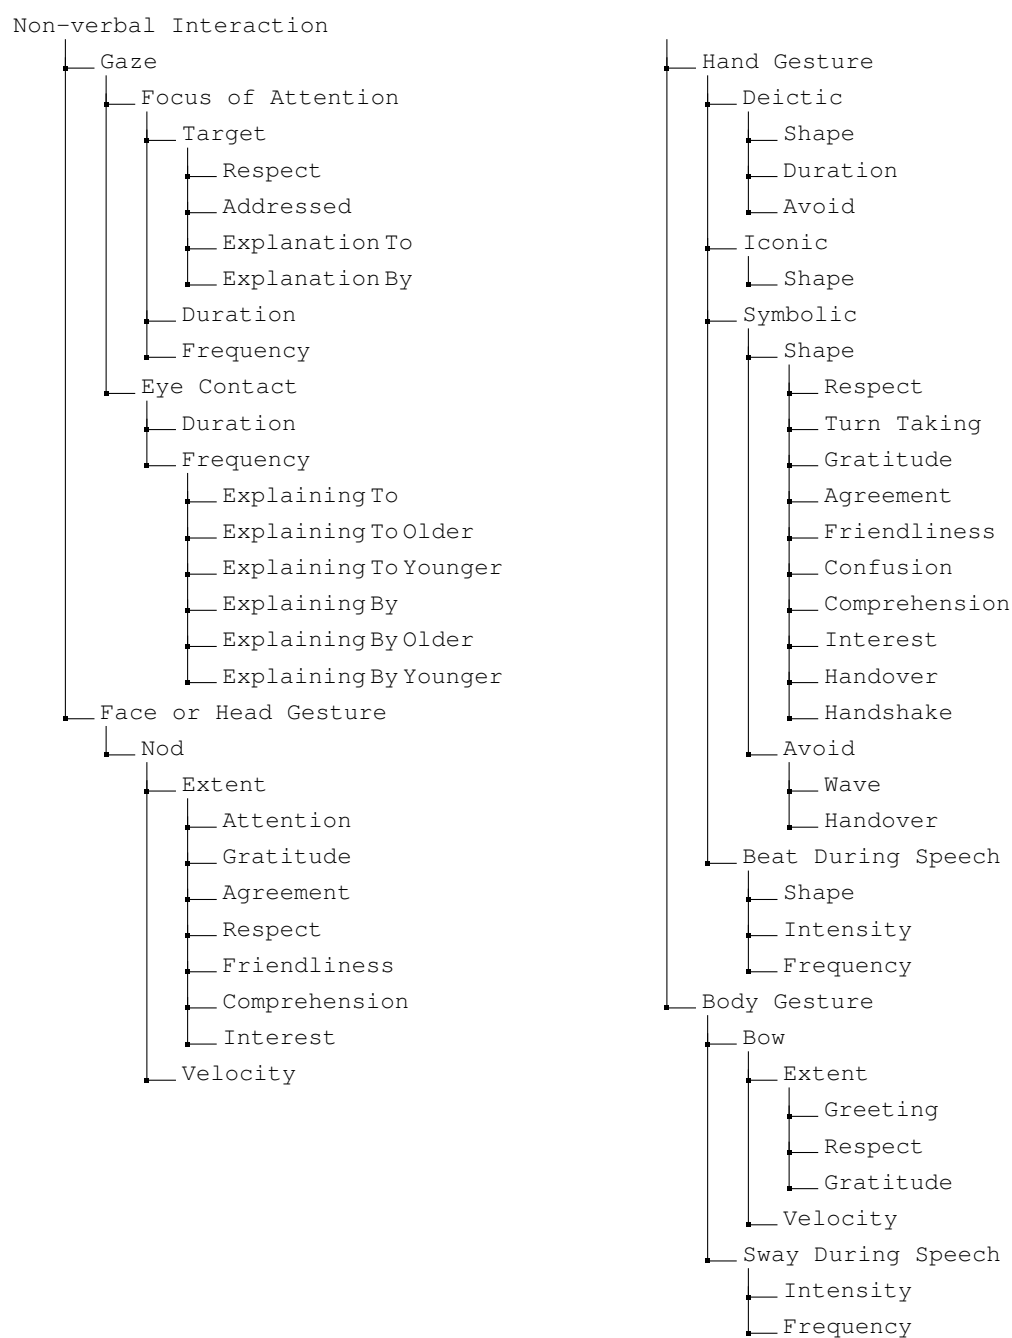 Non-verbal Interaction
Gaze
Focus of Attention
Target
Respect
Addressed
Explanation To
Explanation By
Duration
Frequency
Eye Contact
Duration
Frequency
Explaining To
Explaining To Older
Explaining To Younger
Explaining By
Explaining By Older
Explaining By Younger
Face or Head Gesture
Nod
Extent
Attention
Gratitude
Agreement
Respect
Friendliness
Comprehension
Interest
Velocity
Hand Gesture
Deictic
Shape
Duration
Avoid
Iconic
Shape
Symbolic
Shape
Respect
Turn Taking
Gratitude
Agreement
Friendliness
Confusion
Comprehension
Interest
Handover
Handshake
Avoid
Wave
Handover
Beat During Speech
Shape
Intensity
Frequency
Body Gesture
Bow
Extent
Greeting
Respect
Gratitude
Velocity
Sway During Speech
Intensity
Frequency